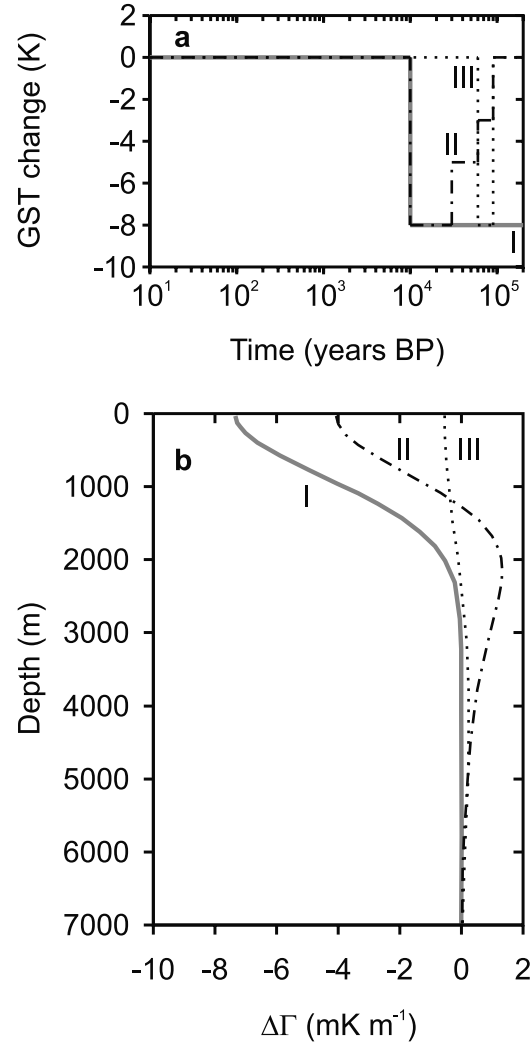 2
a
0
III
-2
-4
II
-6
-8
I
-10
GST change (K)
10¹ 10² 10³ 10⁴ 10⁵
Time (years BP)
0
II III
b
1000
I
2000
3000
4000
5000
6000
7000
Depth (m)
-10 -8 -6 -4 -2 0 2
ΔΓ (mK m⁻¹)